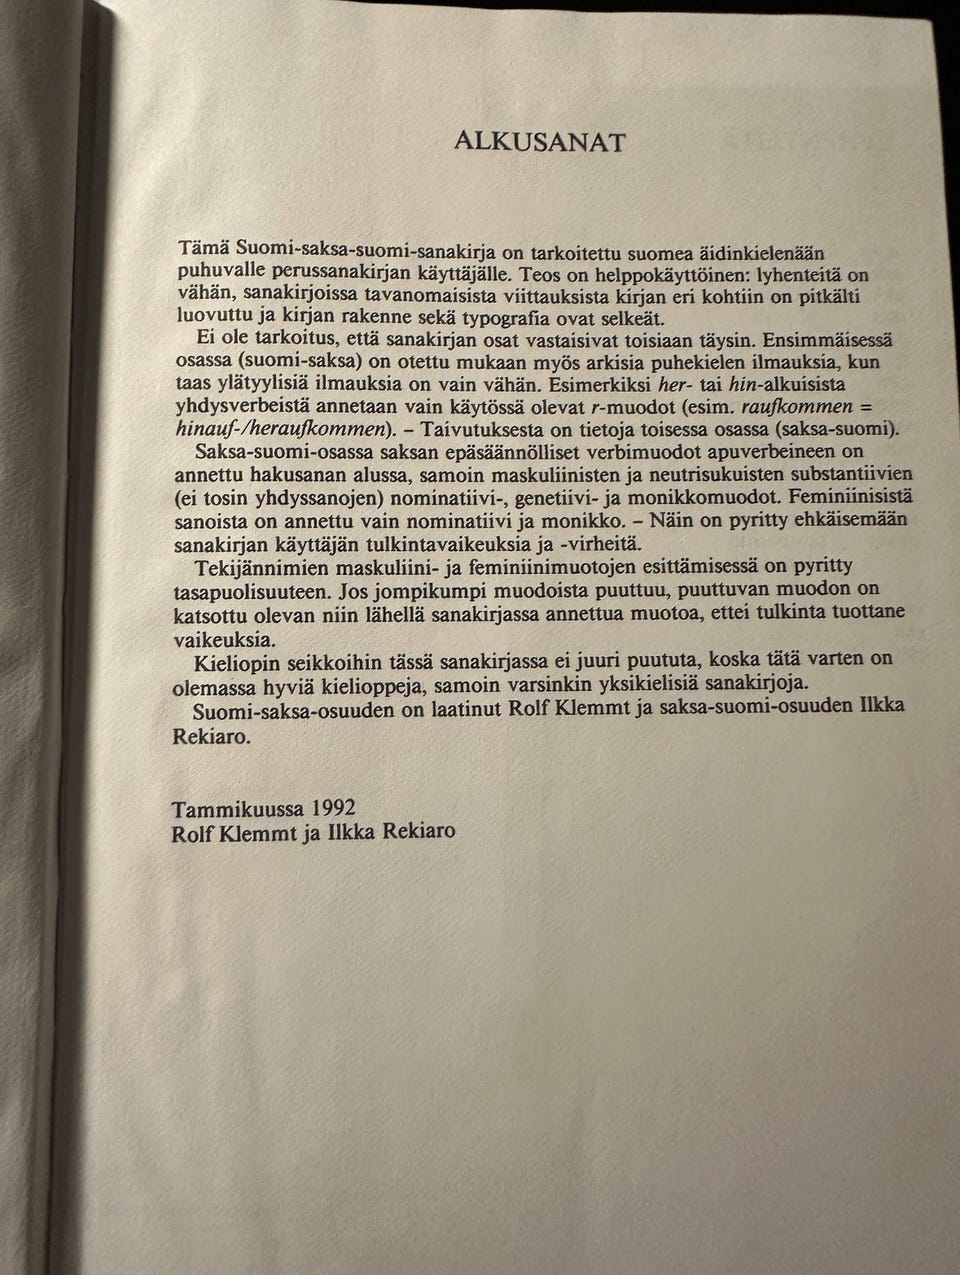 ALKUSANAT
Tämä Suomi-saksa-suomi-sanakirja on tarkoitettu suomea äidinkielenään
puhuvalle perussanakirjan käyttäjälle. Teos on helppokäyttöinen: lyhenteitä on
vähän, sanakirjoissa tavanomaisista viittauksista kirjan eri kohtiin on pitkälti
luovuttu ja kirjan rakenne sekä typografia ovat selkeät.
Ei ole tarkoitus, että sanakirjan osat vastaisivat toisiaan täysin. Ensimmäisessä
osassa (suomi-saksa) on otettu mukaan myös arkisia puhekielen ilmauksia, kun
taas ylätyylisiä ilmauksia on vain vähän. Esimerkiksi her- tai hin-alkuisista
yhdysverbeistä annetaan vain käytössä olevat r-muodot (esim. raufkommen =
hinauf-/heraufkommen). – Taivutuksesta on tietoja toisessa osassa (saksa-suomi).
Saksa-suomi-osassa saksan epäsäännölliset verbimuodot apuverbeineen on
annettu hakusanan alussa, samoin maskuliinisten ja neutrisukuisten substantiivien
(ei tosin yhdyssanojen) nominatiivi-, genetiivi- ja monikkomuodot. Feminiinisistä
sanoista on annettu vain nominatiivi ja monikko. – Näin on pyritty ehkäisemään
sanakirjan käyttäjän tulkintavaikeuksia ja -virheitä.
Tekijännimien maskuliini- ja feminiinimuotojen esittämisessä on pyritty
tasapuolisuuteen. Jos jompikumpi muodoista puuttuu, puuttuvan muodon on
katsottu olevan niin lähellä sanakirjassa annettua muotoa, ettei tulkinta tuottane
vaikeuksia.
Kieliopin seikkoihin tässä sanakirjassa ei juuri puututa, koska tätä varten on
olemassa hyviä kielioppeja, samoin varsinkin yksikielisiä sanakirjoja.
Suomi-saksa-osuuden on laatinut Rolf Klemmt ja saksa-suomi-osuuden Ilkka
Rekiaro.
Tammikuussa 1992
Rolf Klemmt ja Ilkka Rekiaro